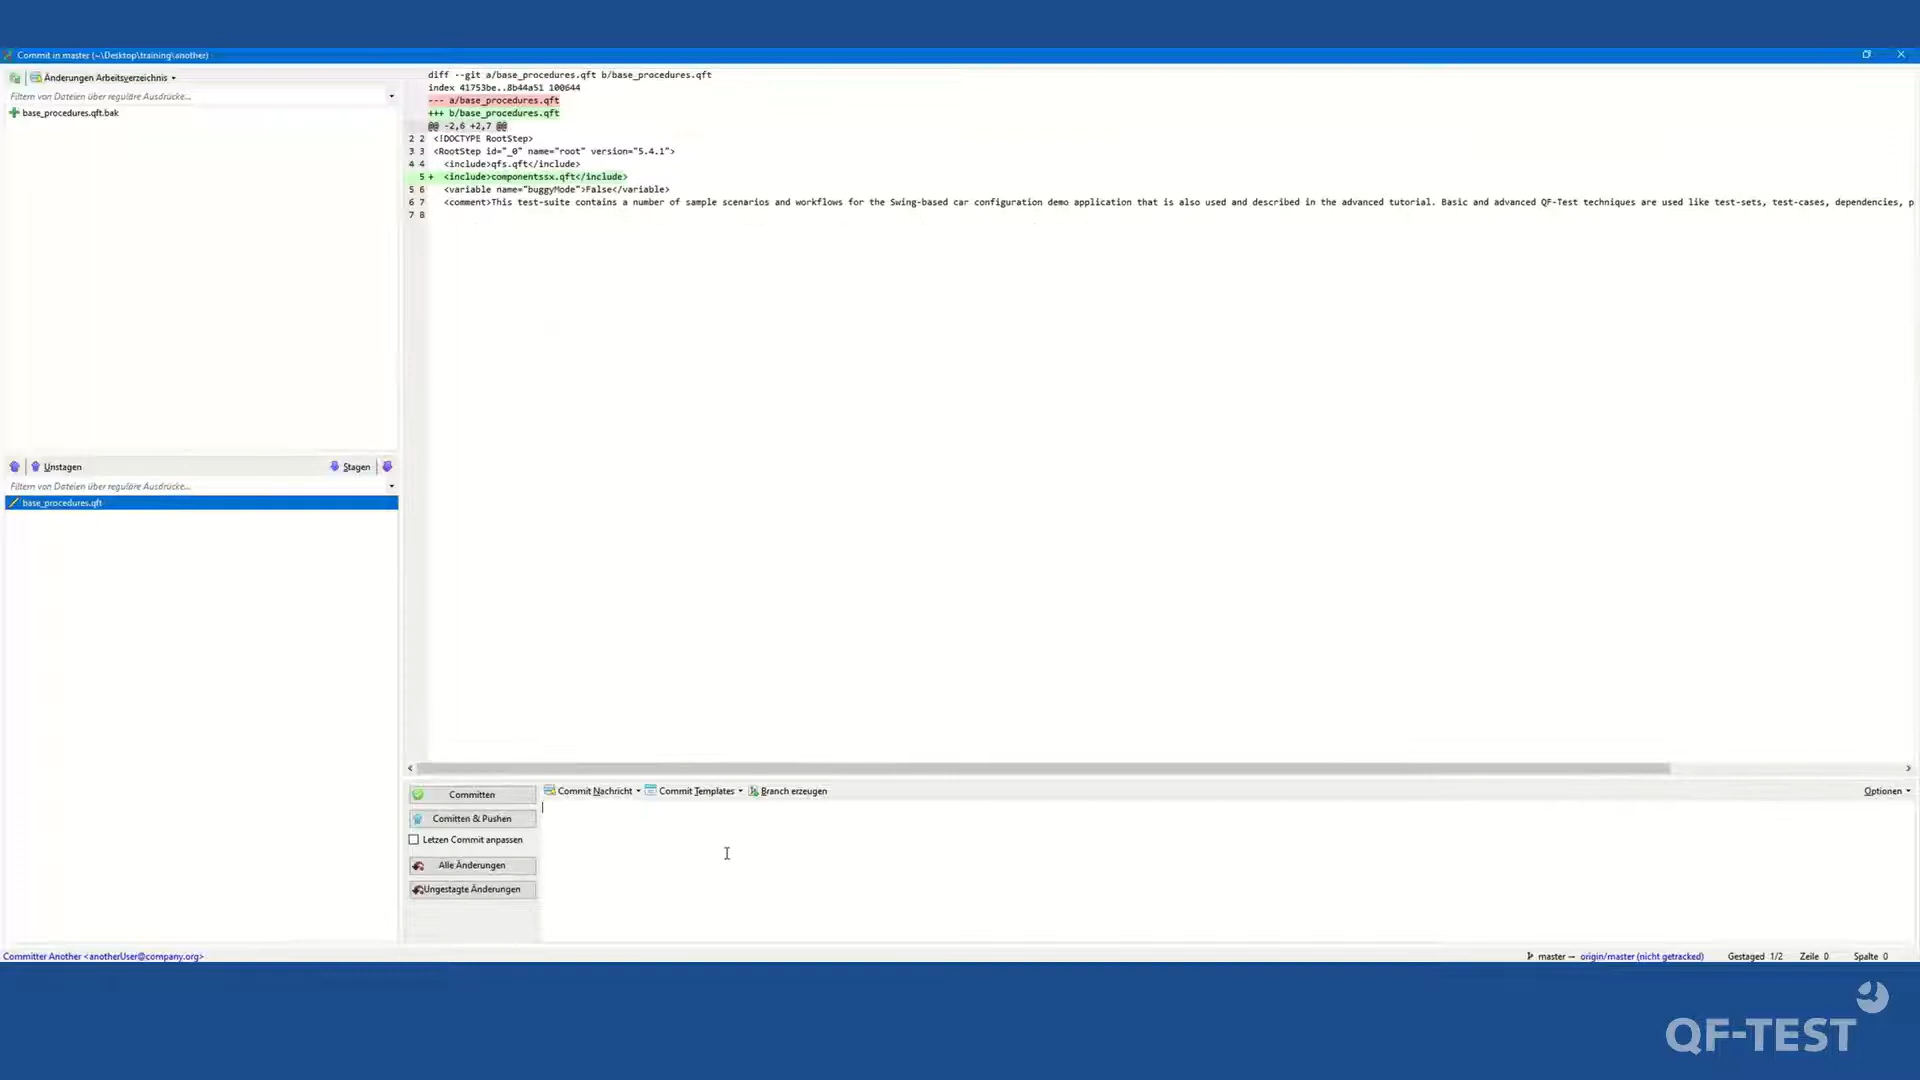 Commit in master (~\Desktop\training\another)
Änderungen Arbeitsverzeichnis
Filtern von Dateien über reguläre Ausdrücke...
base_procedures.qft.bak
Unstagen
Stagen
Filtern von Dateien über reguläre Ausdrücke...
base_procedures.qft
diff --git a/base_procedures.qft b/base_procedures.qft
index 41753be..8b44a51 100644
--- a/base_procedures.qft
+++ b/base_procedures.qft
@@ -2,6 +2,7 @@
2 2 <!DOCTYPE RootStep>
3 3 <RootStep id="_0" name="root" version="5.4.1">
4 4 <include>qfs.qft</include>
5 + <include>componentssx.qft</include>
5 6 <variable name="buggyMode">False</variable>
6 7 <comment>This test-suite contains a number of sample scenarios and workflows for the Swing-based car configuration demo application that is also used and described in the advanced tutorial. Basic and advanced QF-Test techniques are used like test-sets, test-cases, dependencies, p
7 8
Committen
Comitten & Pushen
Letzen Commit anpassen
Alle Änderungen
Ungestagte Änderungen
Commit Nachricht
Commit Templates
Branch erzeugen
Optionen
Committer Another <anotherUser@company.org>
master → origin/master (nicht getracked)
Gestaged 1/2
Zeile 0
Spalte 0
QF-TEST